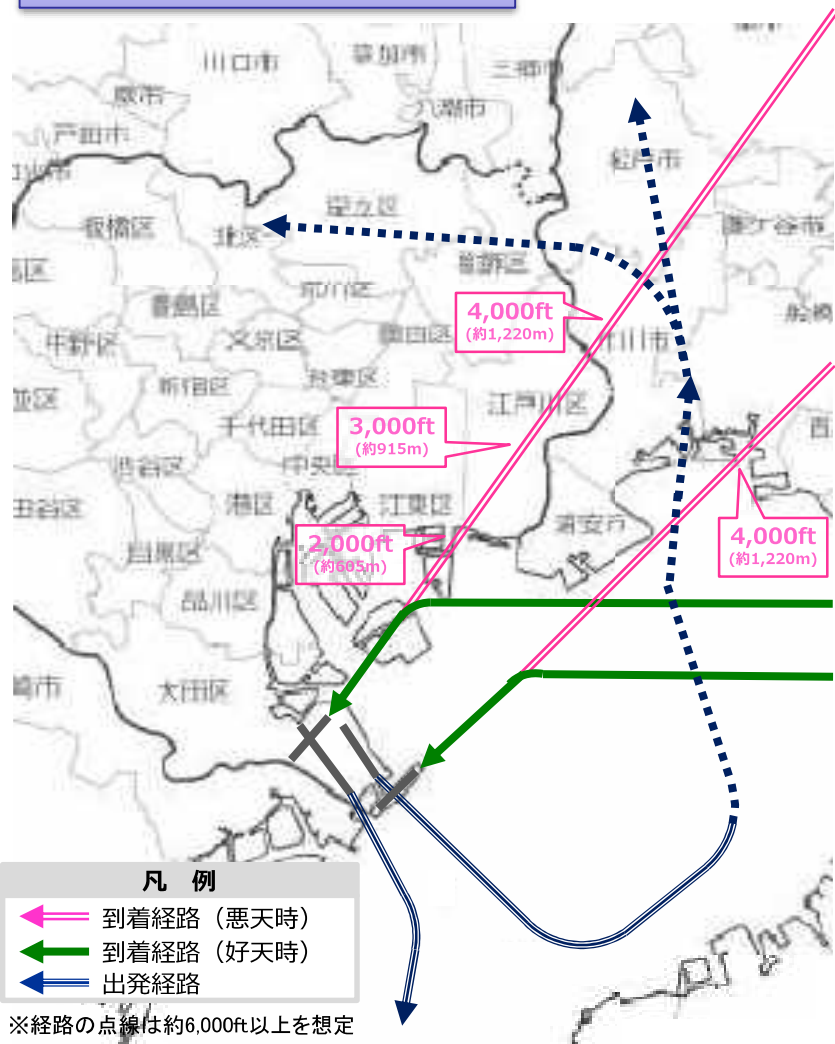 川口市
草加市
三郷市
蕨市
八潮市
戸田市
松戸市
板橋区
北区
足立区
葛飾区
鎌ケ谷市
荒川区
豊島区
4,000ft
(約1,220m)
市川市
中野区
文京区
墨田区
台東区
新宿区
江戸川区
3,000ft
(約915m)
千代田区
中央区
渋谷区
港区
江東区
浦安市
2,000ft
(約605m)
4,000ft
(約1,220m)
目黒区
品川区
大田区
凡 例
到着経路（悪天時）
到着経路（好天時）
出発経路
※経路の点線は約6,000ft以上を想定